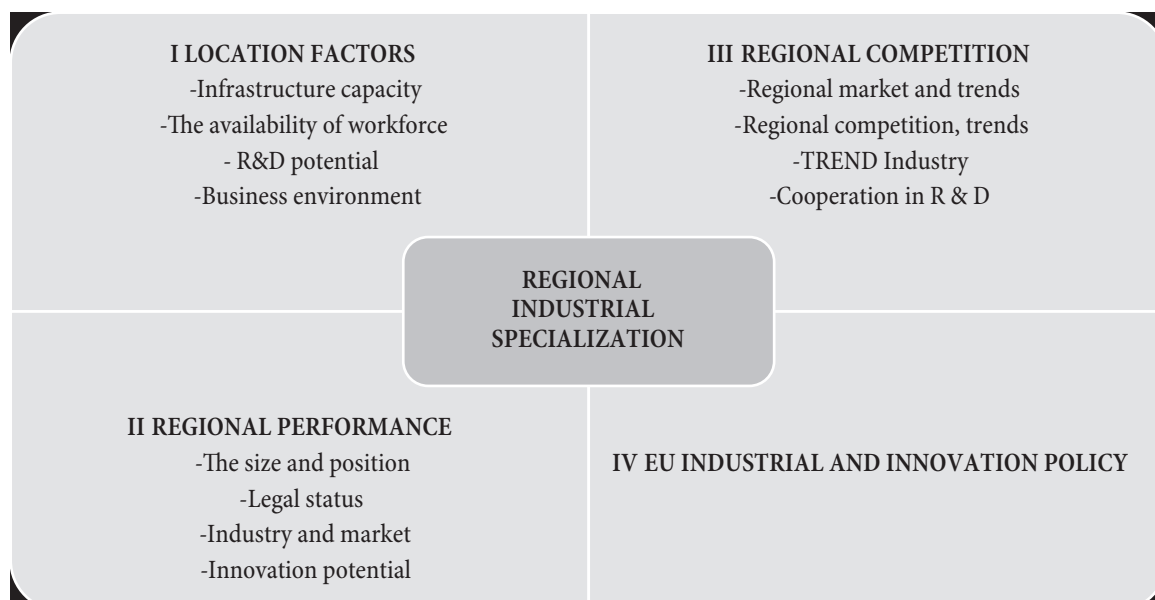 I LOCATION FACTORS
-Infrastructure capacity
-The availability of workforce
- R&D potential
-Business environment
III REGIONAL COMPETITION
-Regional market and trends
-Regional competition, trends
-TREND Industry
-Cooperation in R & D
REGIONAL
INDUSTRIAL
SPECIALIZATION
II REGIONAL PERFORMANCE
-The size and position
-Legal status
-Industry and market
-Innovation potential
IV EU INDUSTRIAL AND INNOVATION POLICY